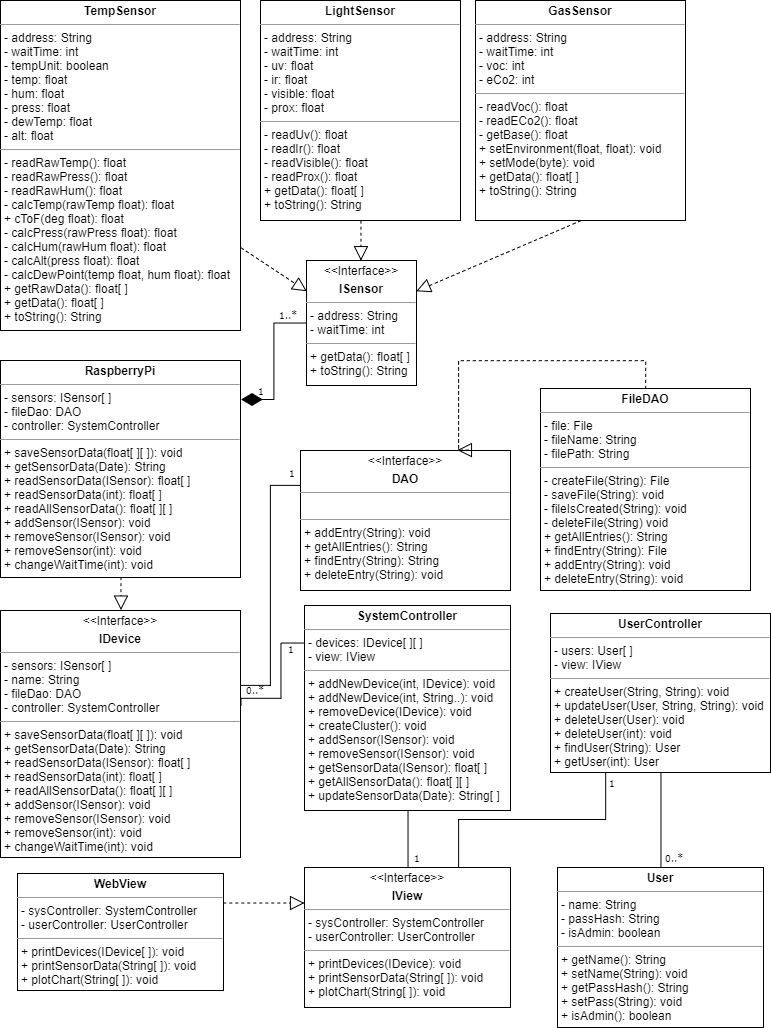 TempSensor
- address: String
- waitTime: int
- tempUnit: boolean
- temp: float
- hum: float
- press: float
- dewTemp: float
- alt: float
- readRawTemp(): float
- readRawPress(): float
- readRawHum(): float
- calcTemp(rawTemp float): float
+ cToF(deg float): float
- calcPress(rawPress float): float
- calcHum(rawHum float): float
- calcAlt(press float): float
- calcDewPoint(temp float, hum float): float
+ getRawData(): float[ ]
+ getData(): float[ ]
+ toString(): String
LightSensor
- address: String
- waitTime: int
- uv: float
- ir: float
- visible: float
- prox: float
- readUv(): float
- readIr(): float
- readVisible(): float
- readProx(): float
+ getData(): float[ ]
+ toString(): String
GasSensor
- address: String
- waitTime: int
- voc: int
- eCo2: int
- readVoc(): float
- readECo2(): float
- getBase(): float
+ setEnvironment(float, float): void
+ setMode(byte): void
+ getData(): float[ ]
+ toString(): String
<<Interface>>
ISensor
- address: String
- waitTime: int
+ getData(): float[ ]
+ toString(): String
1..*
1
RaspberryPi
- sensors: ISensor[ ]
- fileDao: DAO
- controller: SystemController
+ saveSensorData(float[ ][ ]): void
+ getSensorData(Date): String
+ readSensorData(ISensor): float[ ]
+ readSensorData(int): float[ ]
+ readAllSensorData(): float[ ][ ]
+ addSensor(ISensor): void
+ removeSensor(ISensor): void
+ removeSensor(int): void
+ changeWaitTime(int): void
<<Interface>>
DAO
+ addEntry(String): void
+ getAllEntries(): String
+ findEntry(String): String
+ deleteEntry(String): void
1
0..*
FileDAO
- file: File
- fileName: String
- filePath: String
- createFile(String): File
- saveFile(String): void
- fileIsCreated(String): void
- deleteFile(String) void
+ getAllEntries(): String
+ findEntry(String): File
+ addEntry(String): void
+ deleteEntry(String): void
<<Interface>>
IDevice
- sensors: ISensor[ ]
- name: String
- fileDao: DAO
- controller: SystemController
+ saveSensorData(float[ ][ ]): void
+ getSensorData(Date): String
+ readSensorData(ISensor): float[ ]
+ readSensorData(int): float[ ]
+ readAllSensorData(): float[ ][ ]
+ addSensor(ISensor): void
+ removeSensor(ISensor): void
+ removeSensor(int): void
+ changeWaitTime(int): void
1
SystemController
- devices: IDevice[ ][ ]
- view: IView
+ addNewDevice(int, IDevice): void
+ addNewDevice(int, String..): void
+ removeDevice(IDevice): void
+ createCluster(): void
+ addSensor(ISensor): void
+ removeSensor(ISensor): void
+ getSensorData(ISensor): float[ ]
+ getAllSensorData(): float[ ][ ]
+ updateSensorData(Date): String[ ]
UserController
- users: User[ ]
- view: IView
+ createUser(String, String): void
+ updateUser(User, String, String): void
+ deleteUser(User): void
+ deleteUser(int): void
+ findUser(String): User
+ getUser(int): User
1
1
0..*
WebView
- sysController: SystemController
- userController: UserController
+ printDevices(IDevice[ ]): void
+ printSensorData(String[ ]): void
+ plotChart(String[ ]): void
<<Interface>>
IView
- sysController: SystemController
- userController: UserController
+ printDevices(IDevice): void
+ printSensorData(String[ ]): void
+ plotChart(String[ ]): void
User
- name: String
- passHash: String
- isAdmin: boolean
+ getName(): String
+ setName(String): void
+ getPassHash(): String
+ setPass(String): void
+ isAdmin(): boolean